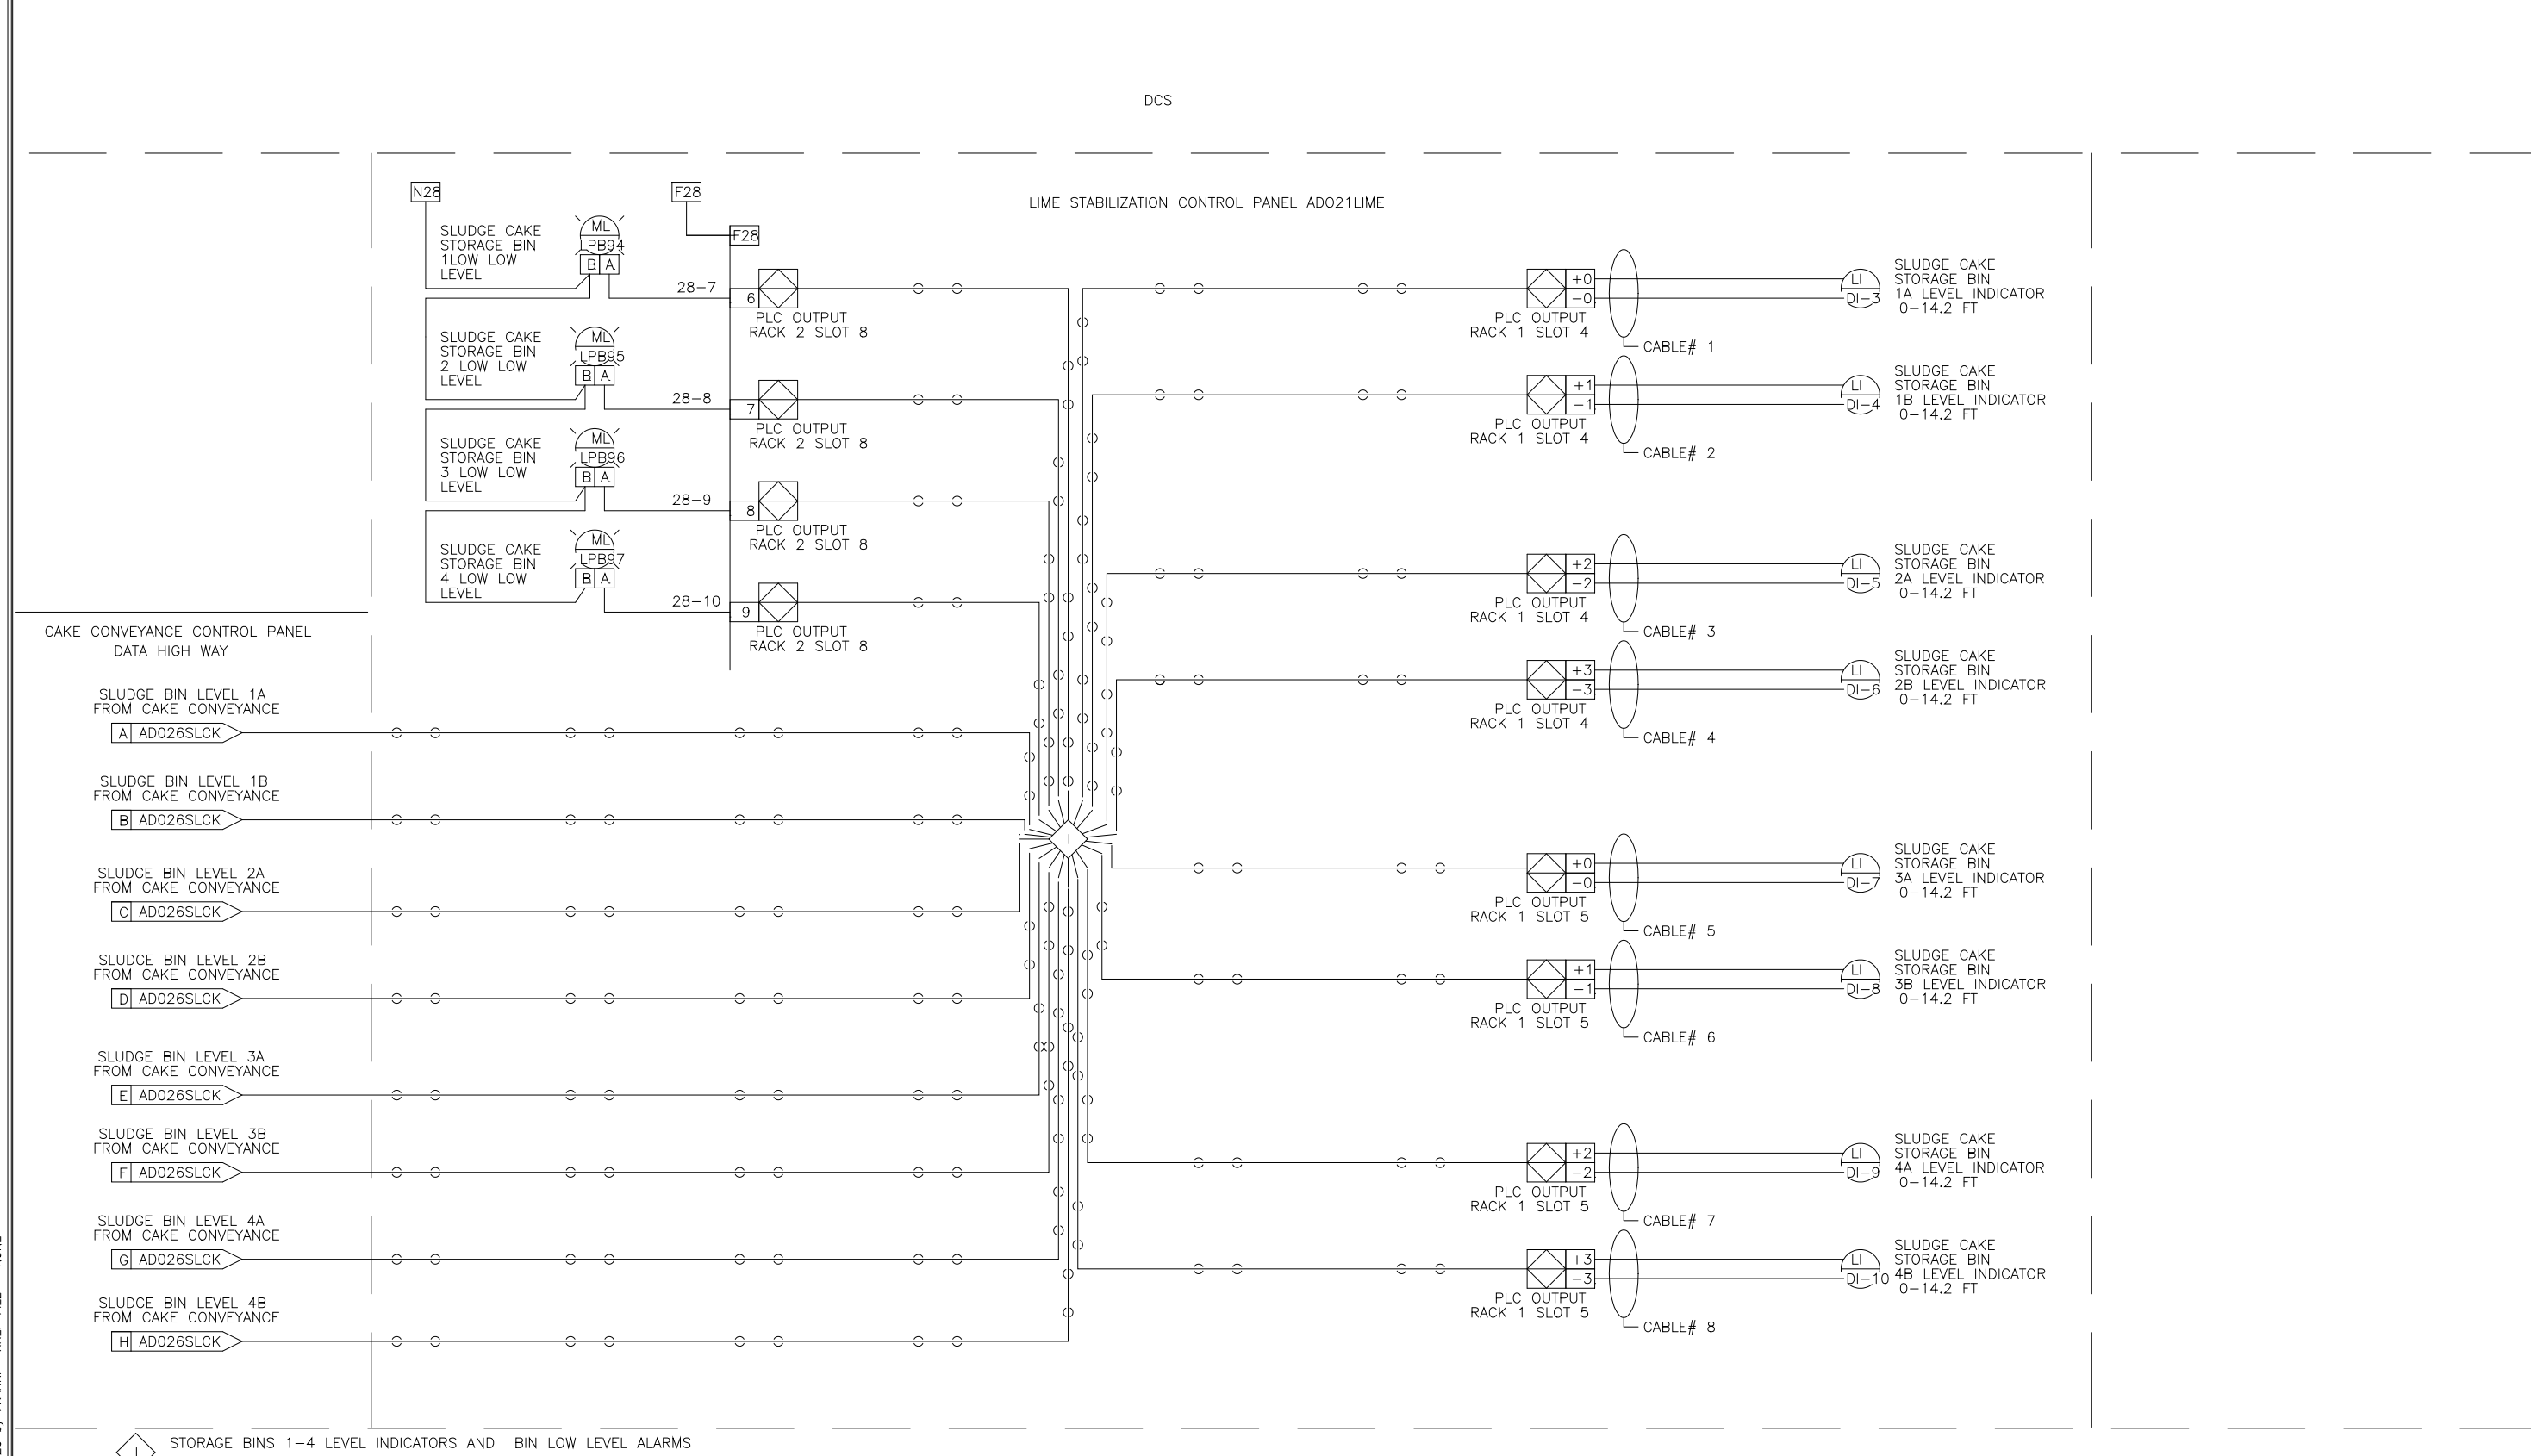 DCS
LIME STABILIZATION CONTROL PANEL ADO21LIME
N28
F28
F28
SLUDGE CAKE
STORAGE BIN
1LOW LOW
LEVEL
ML
LPB94
B A
28-7
6
PLC OUTPUT
RACK 2 SLOT 8
SLUDGE CAKE
STORAGE BIN
2 LOW LOW
LEVEL
ML
LPB95
B A
28-8
7
PLC OUTPUT
RACK 2 SLOT 8
SLUDGE CAKE
STORAGE BIN
3 LOW LOW
LEVEL
ML
LPB96
B A
28-9
8
PLC OUTPUT
RACK 2 SLOT 8
SLUDGE CAKE
STORAGE BIN
4 LOW LOW
LEVEL
ML
LPB97
B A
28-10
9
PLC OUTPUT
RACK 2 SLOT 8
CAKE CONVEYANCE CONTROL PANEL
DATA HIGH WAY
SLUDGE BIN LEVEL 1A
FROM CAKE CONVEYANCE
A AD026SLCK
SLUDGE BIN LEVEL 1B
FROM CAKE CONVEYANCE
B AD026SLCK
SLUDGE BIN LEVEL 2A
FROM CAKE CONVEYANCE
C AD026SLCK
SLUDGE BIN LEVEL 2B
FROM CAKE CONVEYANCE
D AD026SLCK
SLUDGE BIN LEVEL 3A
FROM CAKE CONVEYANCE
E AD026SLCK
SLUDGE BIN LEVEL 3B
FROM CAKE CONVEYANCE
F AD026SLCK
SLUDGE BIN LEVEL 4A
FROM CAKE CONVEYANCE
G AD026SLCK
SLUDGE BIN LEVEL 4B
FROM CAKE CONVEYANCE
H AD026SLCK
I
+0
-0
PLC OUTPUT
RACK 1 SLOT 4
CABLE# 1
LI
DI-3
SLUDGE CAKE
STORAGE BIN
1A LEVEL INDICATOR
0-14.2 FT
+1
-1
PLC OUTPUT
RACK 1 SLOT 4
CABLE# 2
LI
DI-4
SLUDGE CAKE
STORAGE BIN
1B LEVEL INDICATOR
0-14.2 FT
+2
-2
PLC OUTPUT
RACK 1 SLOT 4
CABLE# 3
LI
DI-5
SLUDGE CAKE
STORAGE BIN
2A LEVEL INDICATOR
0-14.2 FT
+3
-3
PLC OUTPUT
RACK 1 SLOT 4
CABLE# 4
LI
DI-6
SLUDGE CAKE
STORAGE BIN
2B LEVEL INDICATOR
0-14.2 FT
+0
-0
PLC OUTPUT
RACK 1 SLOT 5
CABLE# 5
LI
DI-7
SLUDGE CAKE
STORAGE BIN
3A LEVEL INDICATOR
0-14.2 FT
+1
-1
PLC OUTPUT
RACK 1 SLOT 5
CABLE# 6
LI
DI-8
SLUDGE CAKE
STORAGE BIN
3B LEVEL INDICATOR
0-14.2 FT
+2
-2
PLC OUTPUT
RACK 1 SLOT 5
CABLE# 7
LI
DI-9
SLUDGE CAKE
STORAGE BIN
4A LEVEL INDICATOR
0-14.2 FT
+3
-3
PLC OUTPUT
RACK 1 SLOT 5
CABLE# 8
LI
DI-10
SLUDGE CAKE
STORAGE BIN
4B LEVEL INDICATOR
0-14.2 FT
I STORAGE BINS 1-4 LEVEL INDICATORS AND BIN LOW LEVEL ALARMS